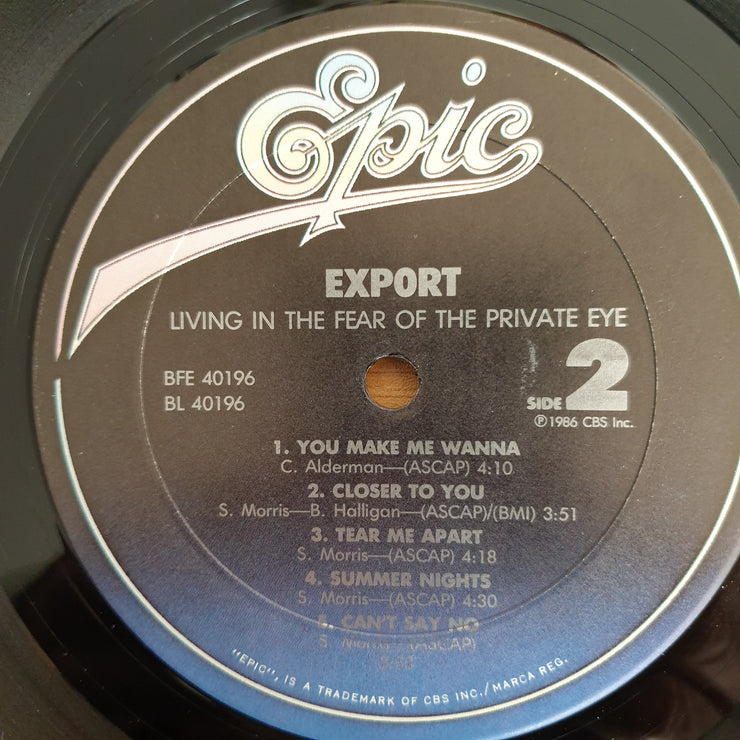 Epic
EXPORT
LIVING IN THE FEAR OF THE PRIVATE EYE
BFE 40196
BL 40196
SIDE 2
℗1986 CBS Inc.
1. YOU MAKE ME WANNA
C. Alderman—(ASCAP) 4:10
2. CLOSER TO YOU
S. Morris—B. Halligan—(ASCAP)/(BMI) 3:51
3. TEAR ME APART
S. Morris—(ASCAP) 4:18
4. SUMMER NIGHTS
S. Morris—(ASCAP) 4:30
5. CAN'T SAY NO
S. Morris—(ASCAP)
"EPIC", IS A TRADEMARK OF CBS INC./MARCA REG.